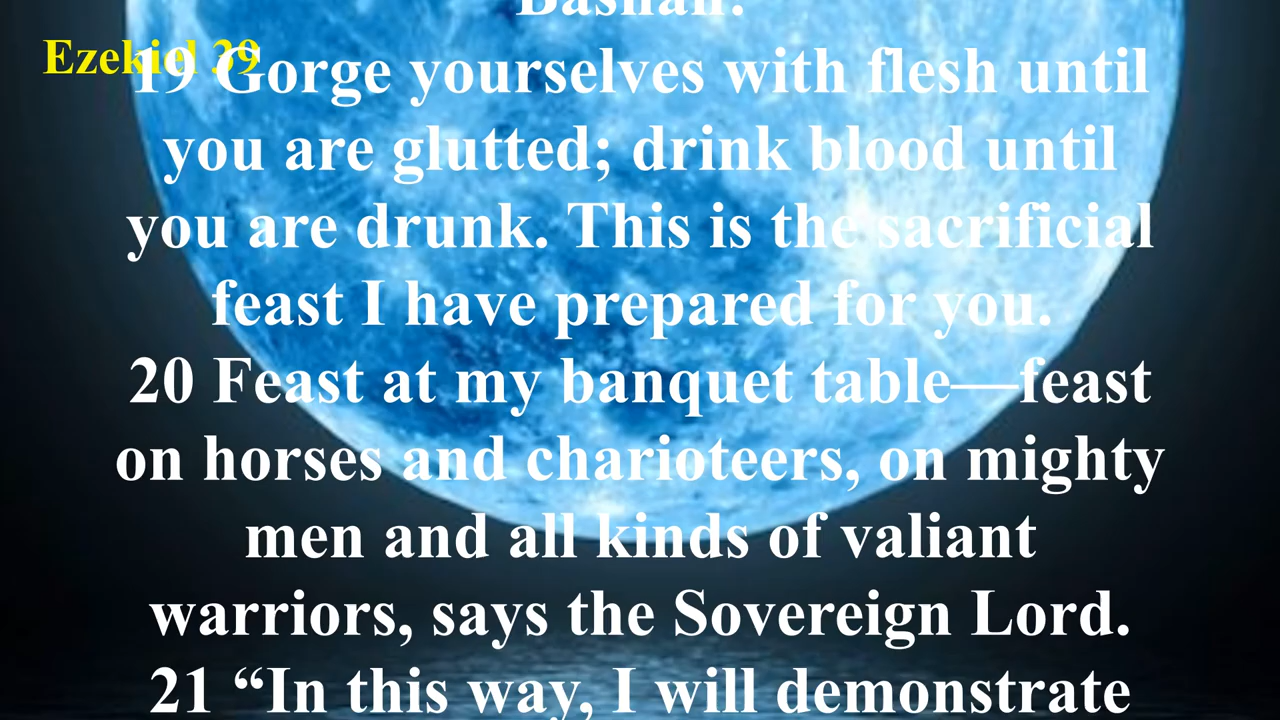 Bashan!
Ezekiel 39
19 Gorge yourselves with flesh until
you are glutted; drink blood until
you are drunk. This is the sacrificial
feast I have prepared for you.
20 Feast at my banquet table—feast
on horses and charioteers, on mighty
men and all kinds of valiant
warriors, says the Sovereign Lord.
21 “In this way, I will demonstrate